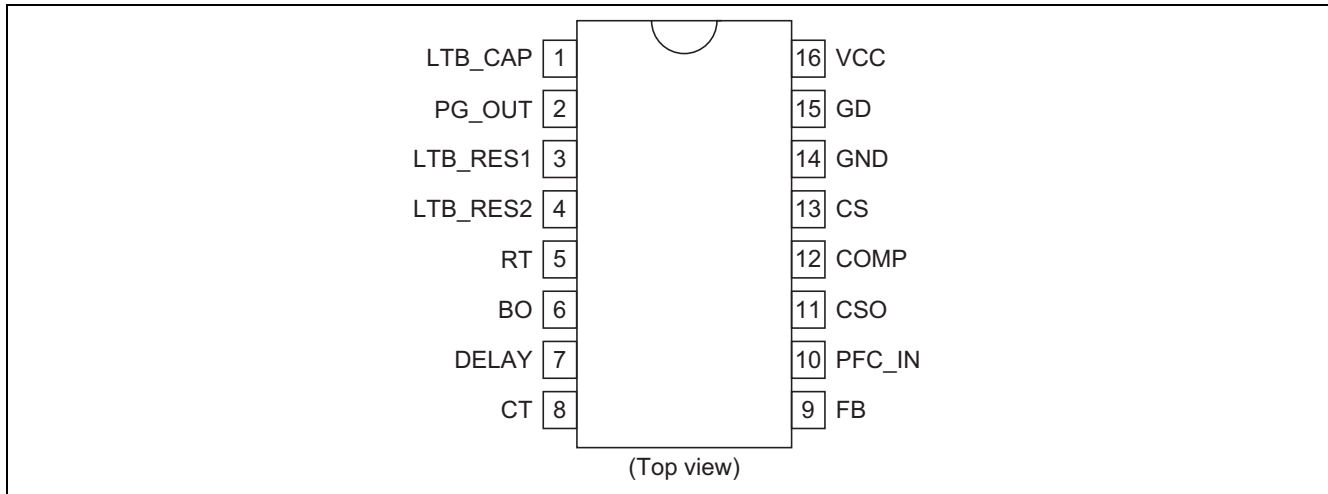 LTB_CAP 1 16 VCC
PG_OUT 2 15 GD
LTB_RES1 3 14 GND
LTB_RES2 4 13 CS
RT 5 12 COMP
BO 6 11 CSO
DELAY 7 10 PFC_IN
CT 8 9 FB
(Top view)